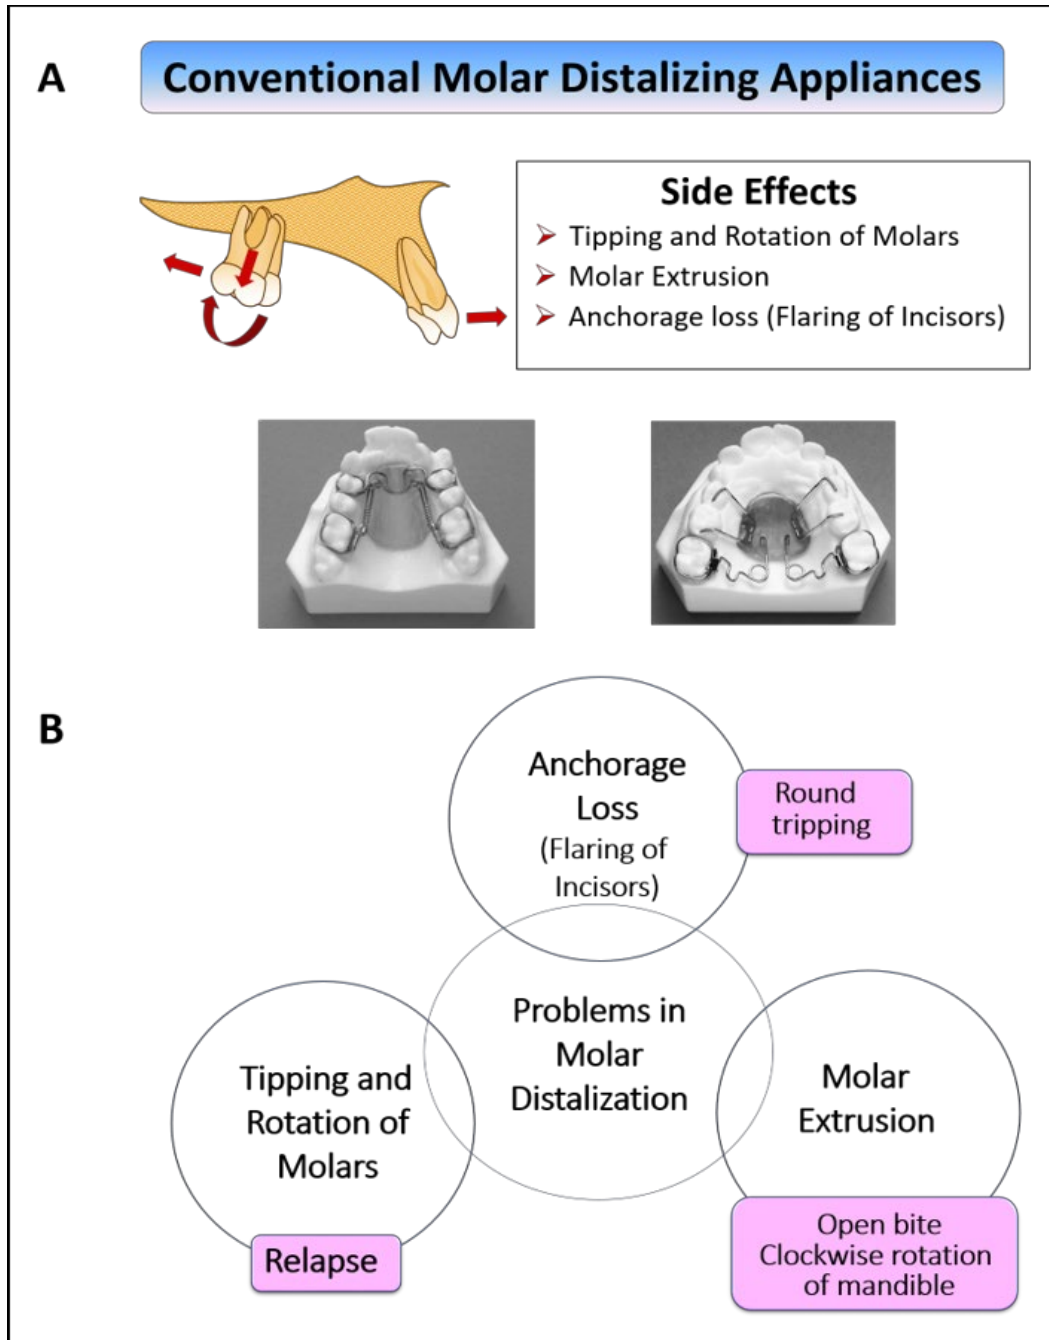 A
Conventional Molar Distalizing Appliances
Side Effects
Tipping and Rotation of Molars
Molar Extrusion
Anchorage loss (Flaring of Incisors)
B
Anchorage
Loss
(Flaring of
Incisors)
Round
tripping
Problems in
Molar
Distalization
Tipping and
Rotation of
Molars
Relapse
Molar
Extrusion
Open bite
Clockwise rotation
of mandible